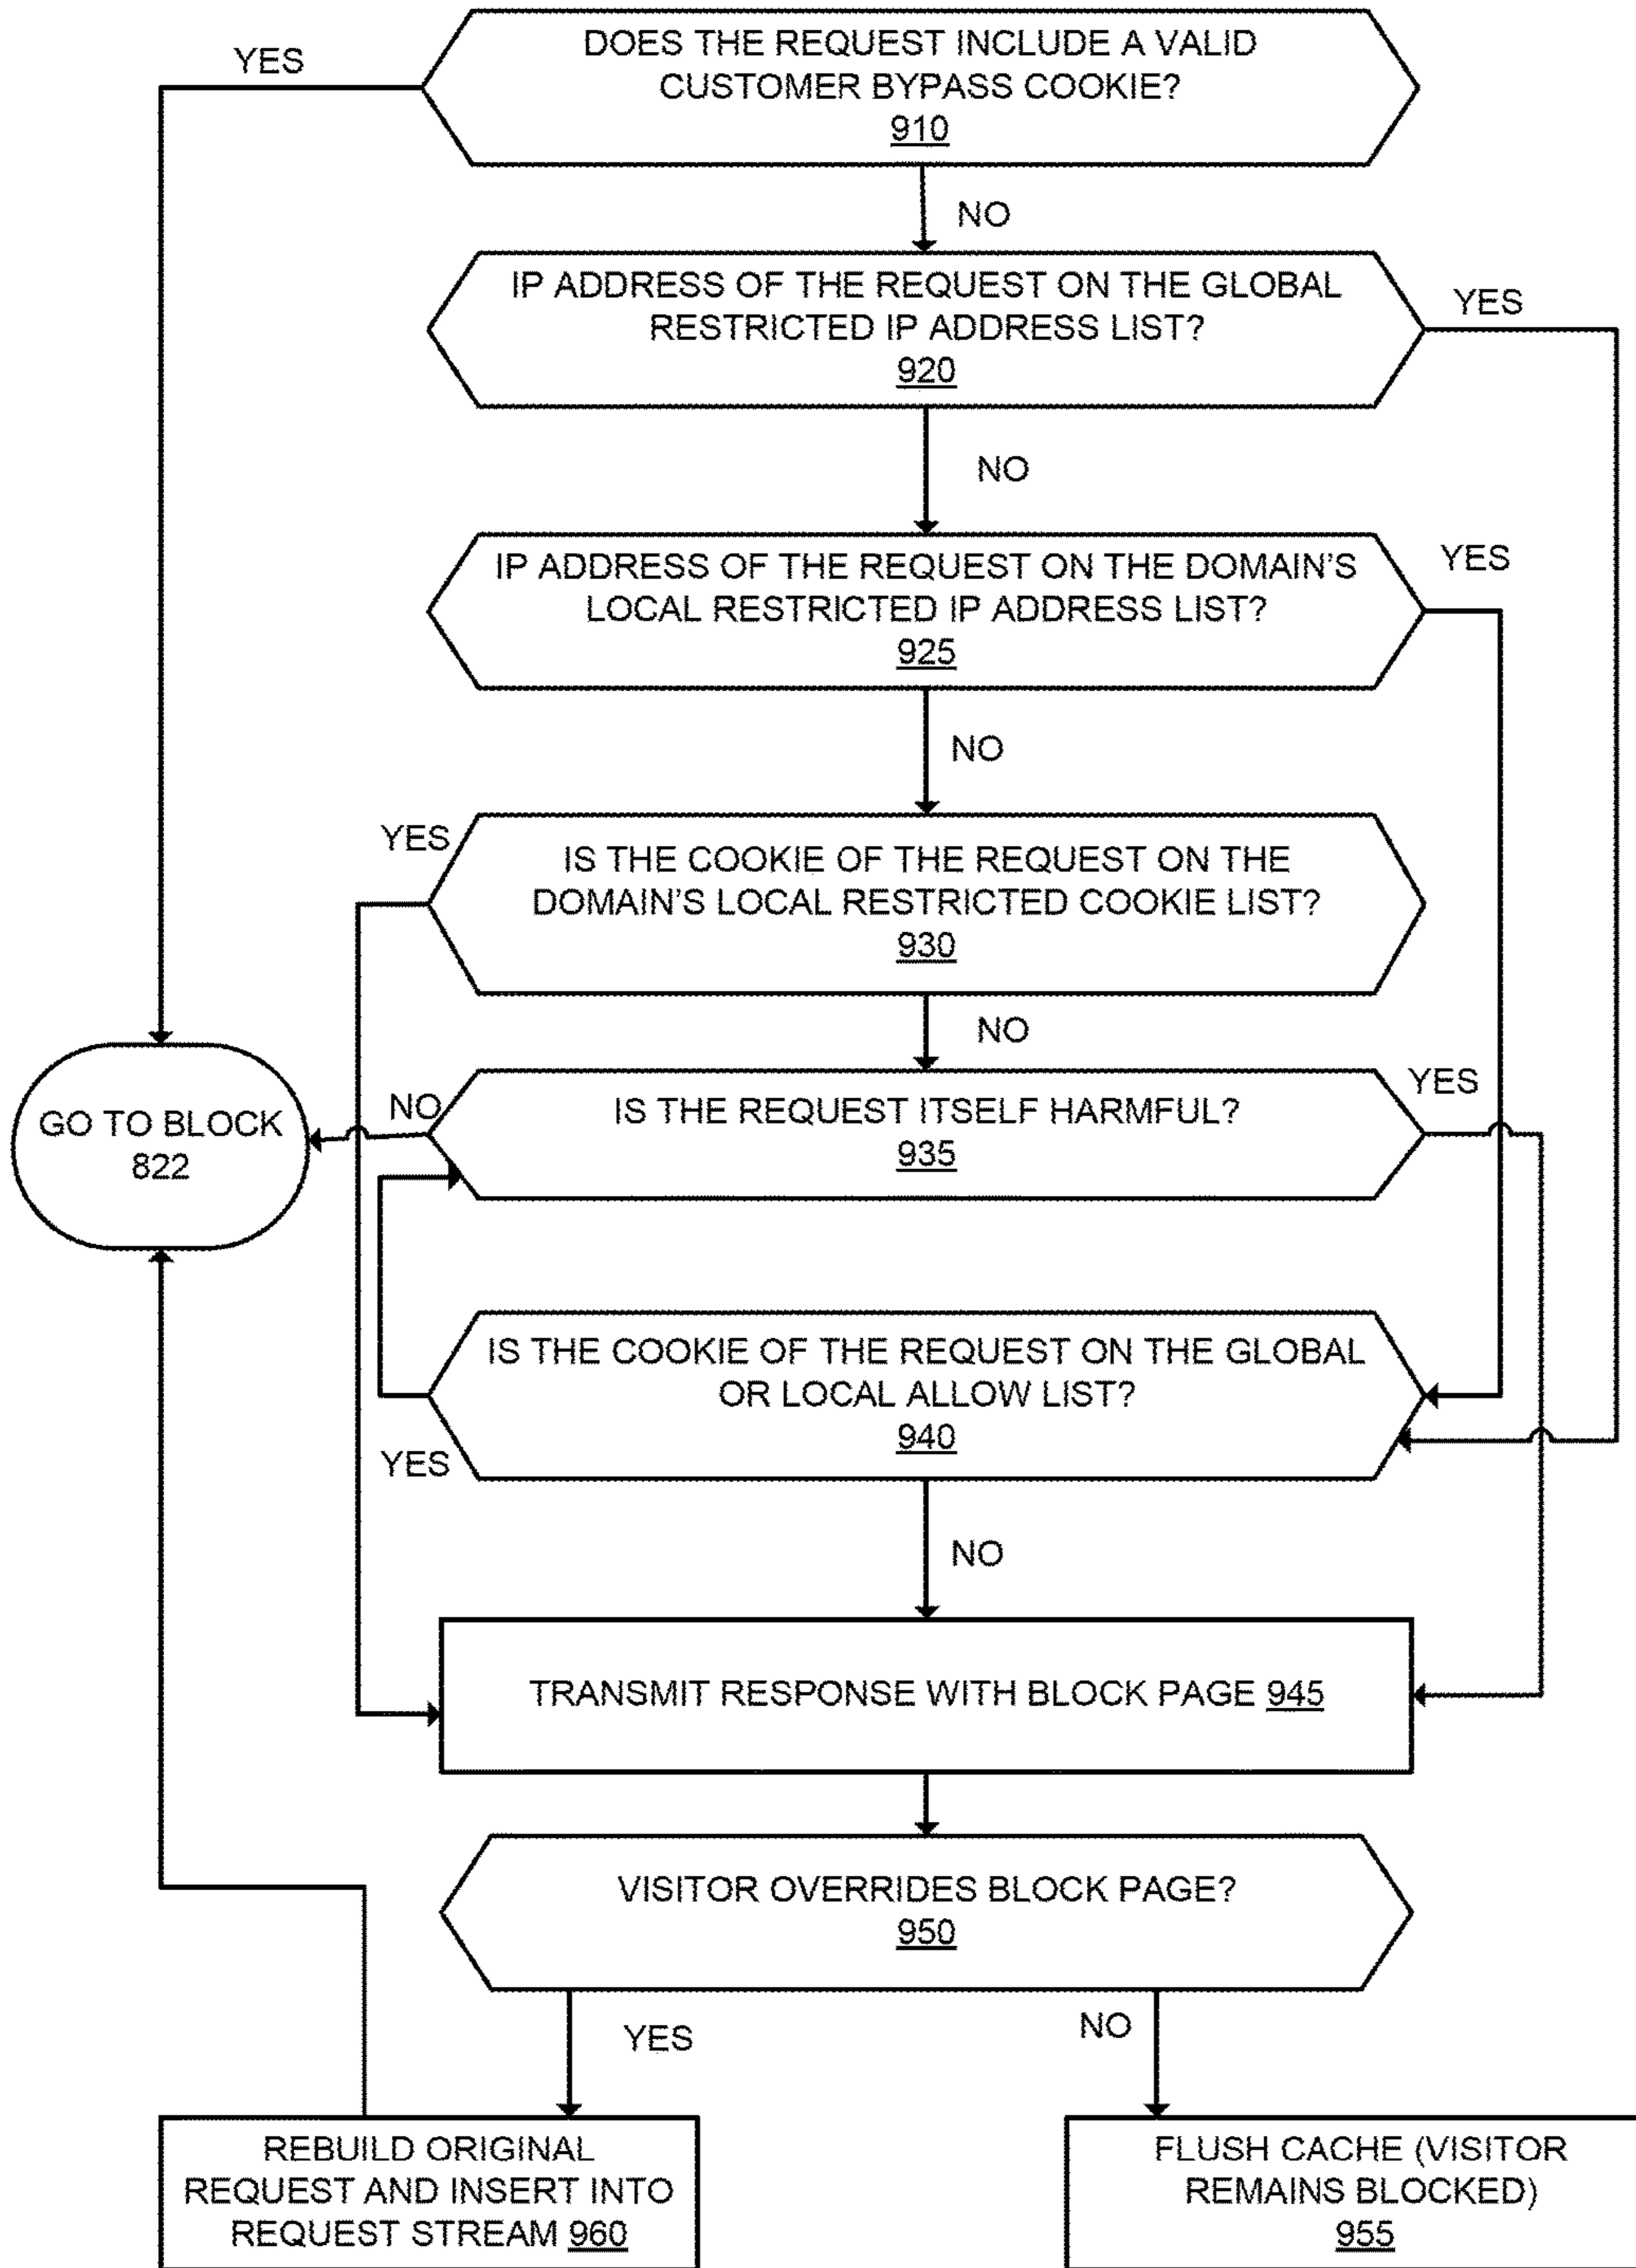 DOES THE REQUEST INCLUDE A VALID
CUSTOMER BYPASS COOKIE?
910
YES
NO
IP ADDRESS OF THE REQUEST ON THE GLOBAL
RESTRICTED IP ADDRESS LIST?
920
YES
NO
IP ADDRESS OF THE REQUEST ON THE DOMAIN'S
LOCAL RESTRICTED IP ADDRESS LIST?
925
YES
NO
YES
IS THE COOKIE OF THE REQUEST ON THE
DOMAIN'S LOCAL RESTRICTED COOKIE LIST?
930
NO
GO TO BLOCK
822
NO
IS THE REQUEST ITSELF HARMFUL?
935
YES
IS THE COOKIE OF THE REQUEST ON THE GLOBAL
OR LOCAL ALLOW LIST?
940
YES
NO
TRANSMIT RESPONSE WITH BLOCK PAGE 945
VISITOR OVERRIDES BLOCK PAGE?
950
YES
NO
REBUILD ORIGINAL
REQUEST AND INSERT INTO
REQUEST STREAM 960
FLUSH CACHE (VISITOR
REMAINS BLOCKED)
955